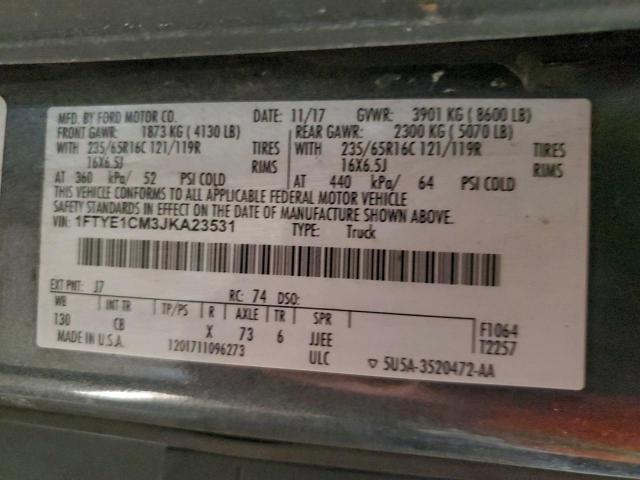 MFD. BY FORD MOTOR CO. DATE: 11/17 GVWR: 3901 KG ( 8600 LB)
FRONT GAWR: 1873 KG ( 4130 LB) REAR GAWR: 2300 KG ( 5070 LB)
WITH 235/65R16C 121/119R TIRES WITH 235/65R16C 121/119R TIRES
16X6.5J RIMS 16X6.5J RIMS
AT 360 kPa/ 52 PSI COLD AT 440 kPa/ 64 PSI COLD
THIS VEHICLE CONFORMS TO ALL APPLICABLE FEDERAL MOTOR VEHICLE
SAFETY STANDARDS IN EFFECT ON THE DATE OF MANUFACTURE SHOWN ABOVE.
VIN: 1FTYE1CM3JKA23531 TYPE: Truck
EXT PNT: J7 RC: 74 DSO:
WB INT TR TP/PS R AXLE TR SPR
130 CB X 73 6 JJEE F1064
MADE IN U.S.A. 1201711096273 ULC T2257
5U5A-3520472-AA